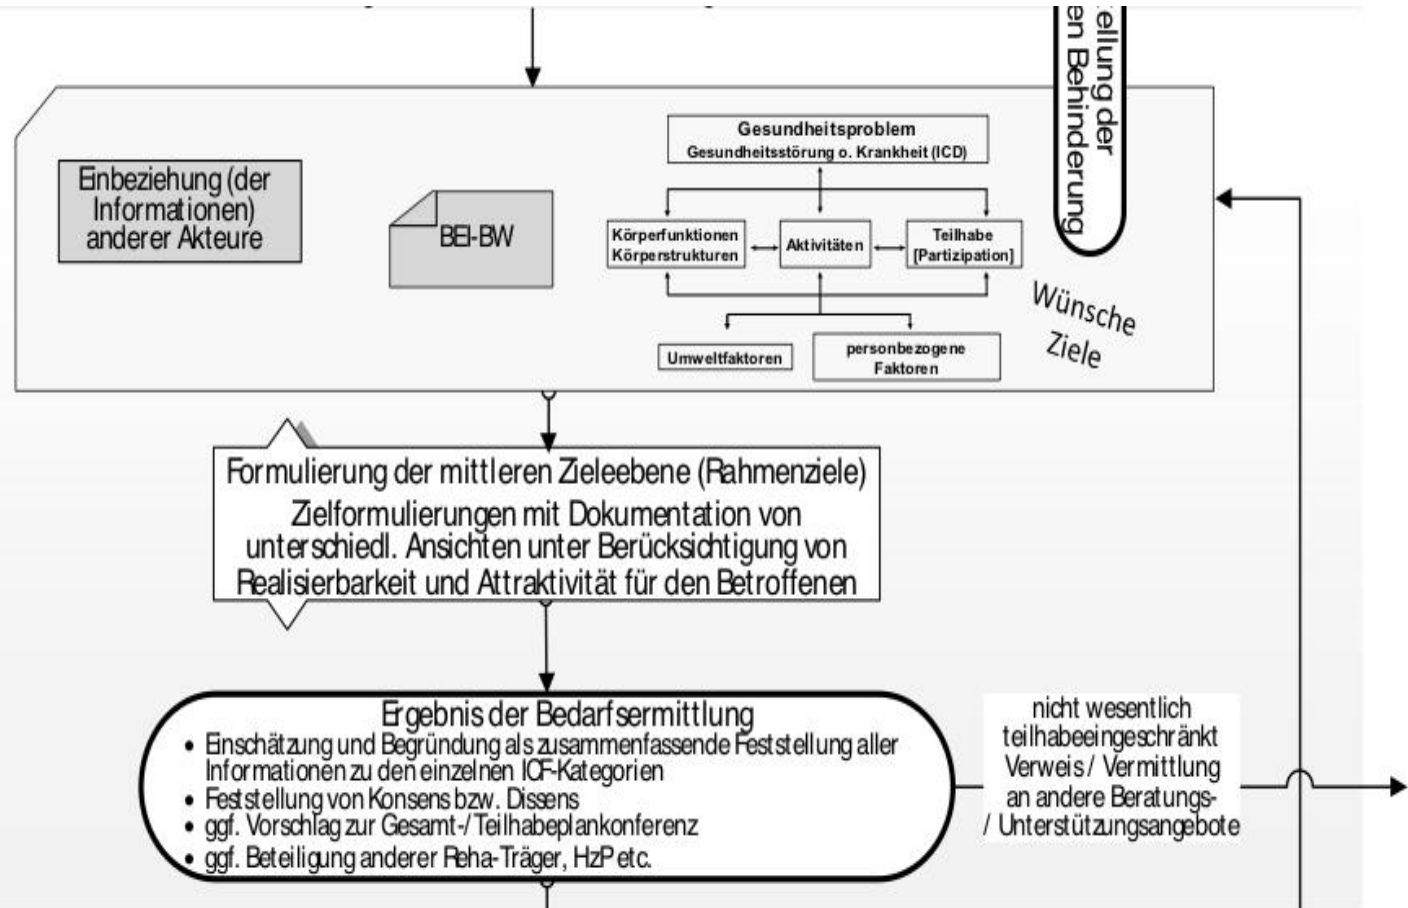 ellung der
en Behinderung
Einbeziehung (der
Informationen)
anderer Akteure
BEI-BW
Gesundheitsproblem
Gesundheitsstörung o. Krankheit (ICD)
Körperfunktionen
Körperstrukturen
Aktivitäten
Teilhabe
[Partizipation]
Umweltfaktoren
personbezogene
Faktoren
Wünsche
Ziele
Formulierung der mittleren Zieleebene (Rahmenziele)
Zielformulierungen mit Dokumentation von
unterschiedl. Ansichten unter Berücksichtigung von
Realisierbarkeit und Attraktivität für den Betroffenen
Ergebnis der Bedarfsermittlung
• Einschätzung und Begründung als zusammenfassende Feststellung aller
Informationen zu den einzelnen ICF-Kategorien
• Feststellung von Konsens bzw. Dissens
• ggf. Vorschlag zur Gesamt-/ Teilhabeplankonferenz
• ggf. Beteiligung anderer Reha-Träger, HzP etc.
nicht wesentlich
teilhabeeingeschränkt
Verweis / Vermittlung
an andere Beratungs-
/ Unterstützungsangebote